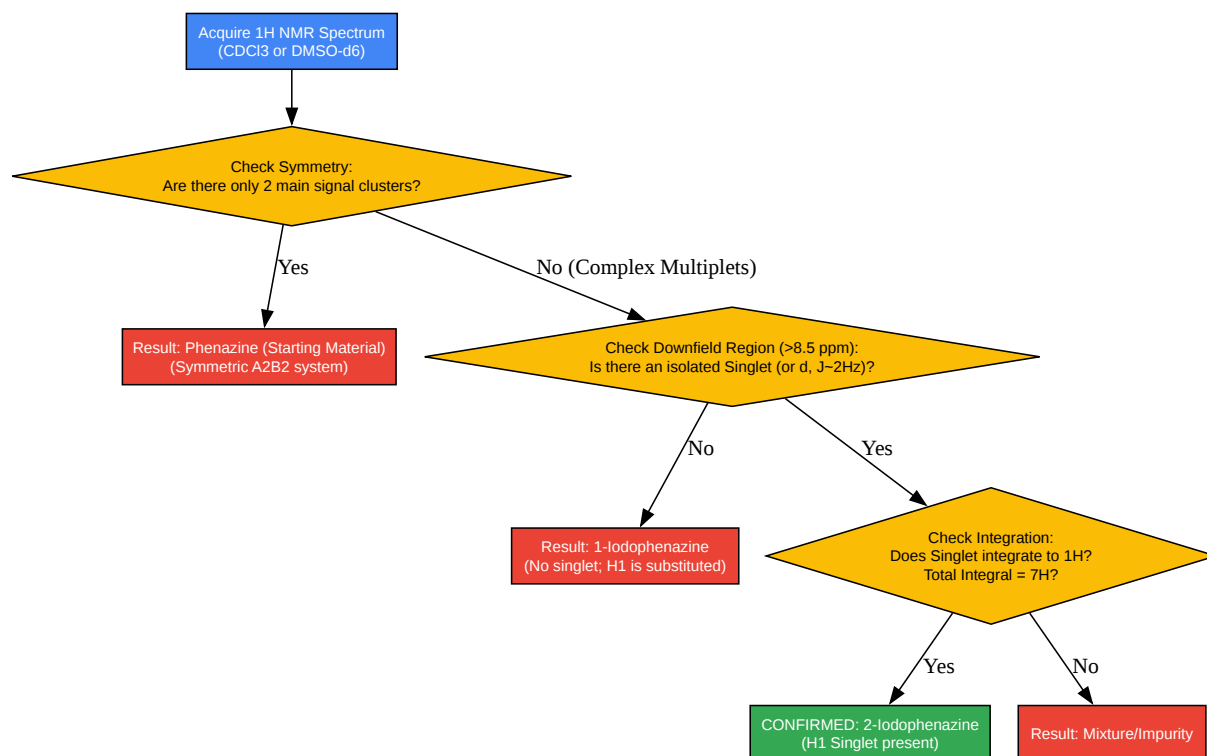 Acquire 1H NMR Spectrum
(CDCl3 or DMSO-d6)
Check Symmetry:
Are there only 2 main signal clusters?
Yes
No (Complex Multiplets)
Result: Phenazine (Starting Material)
(Symmetric A2B2 system)
Check Downfield Region (>8.5 ppm):
Is there an isolated Singlet (or d, J~2Hz)?
No
Yes
Result: 1-Iodophenazine
(No singlet; H1 is substituted)
Check Integration:
Does Singlet integrate to 1H?
Total Integral = 7H?
Yes
No
CONFIRMED: 2-Iodophenazine
(H1 Singlet present)
Result: Mixture/Impurity